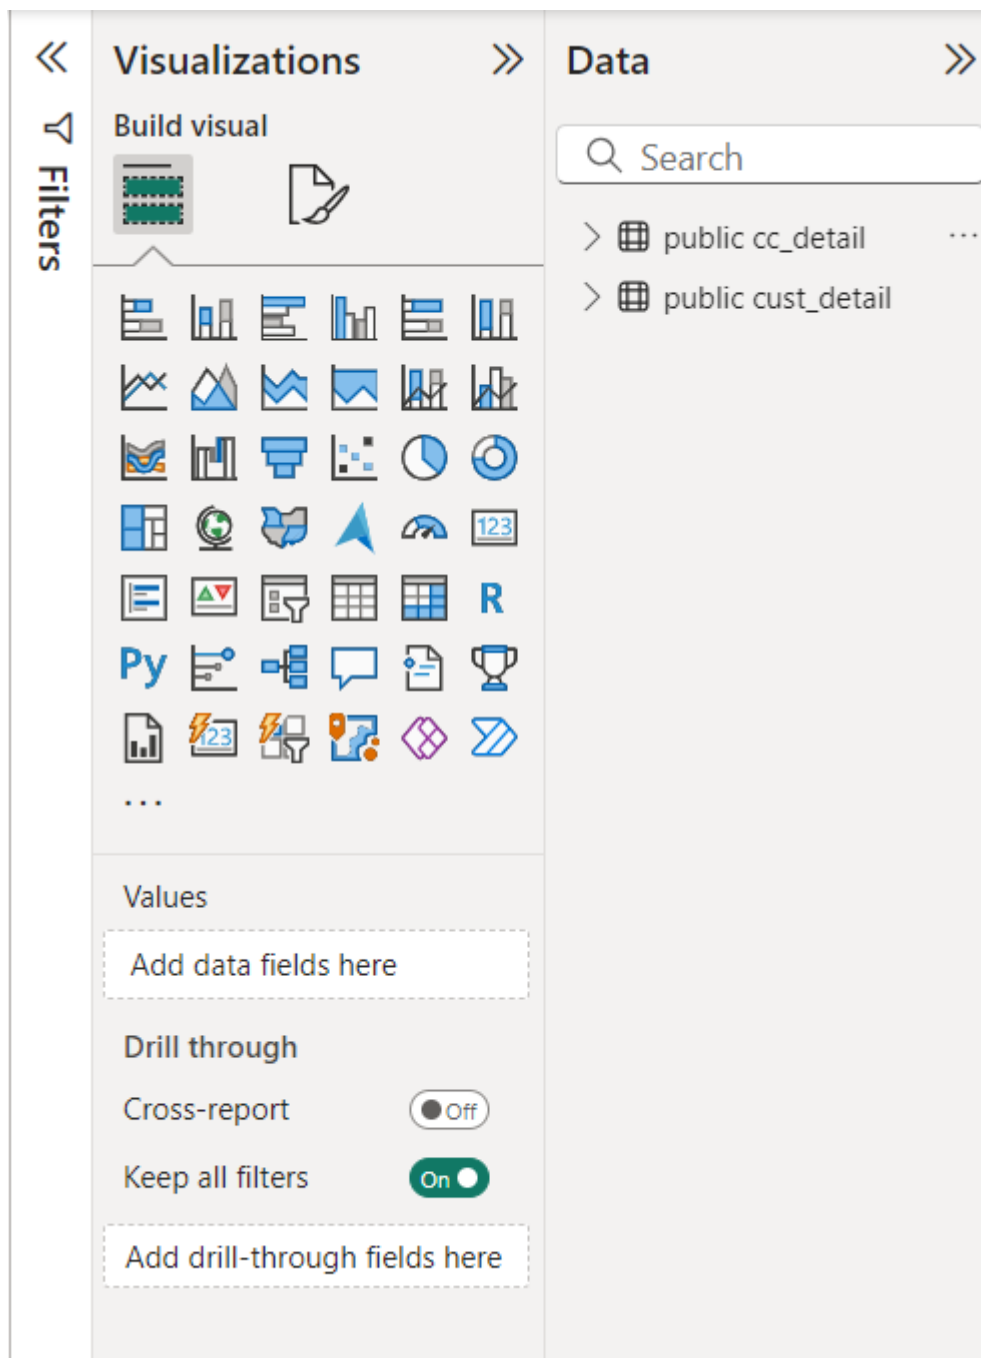 Filters
Visualizations
Build visual
123
R
Py
123
...
Values
Add data fields here
Drill through
Cross-report
Off
Keep all filters
On
Add drill-through fields here
Data
Search
public cc_detail
...
public cust_detail